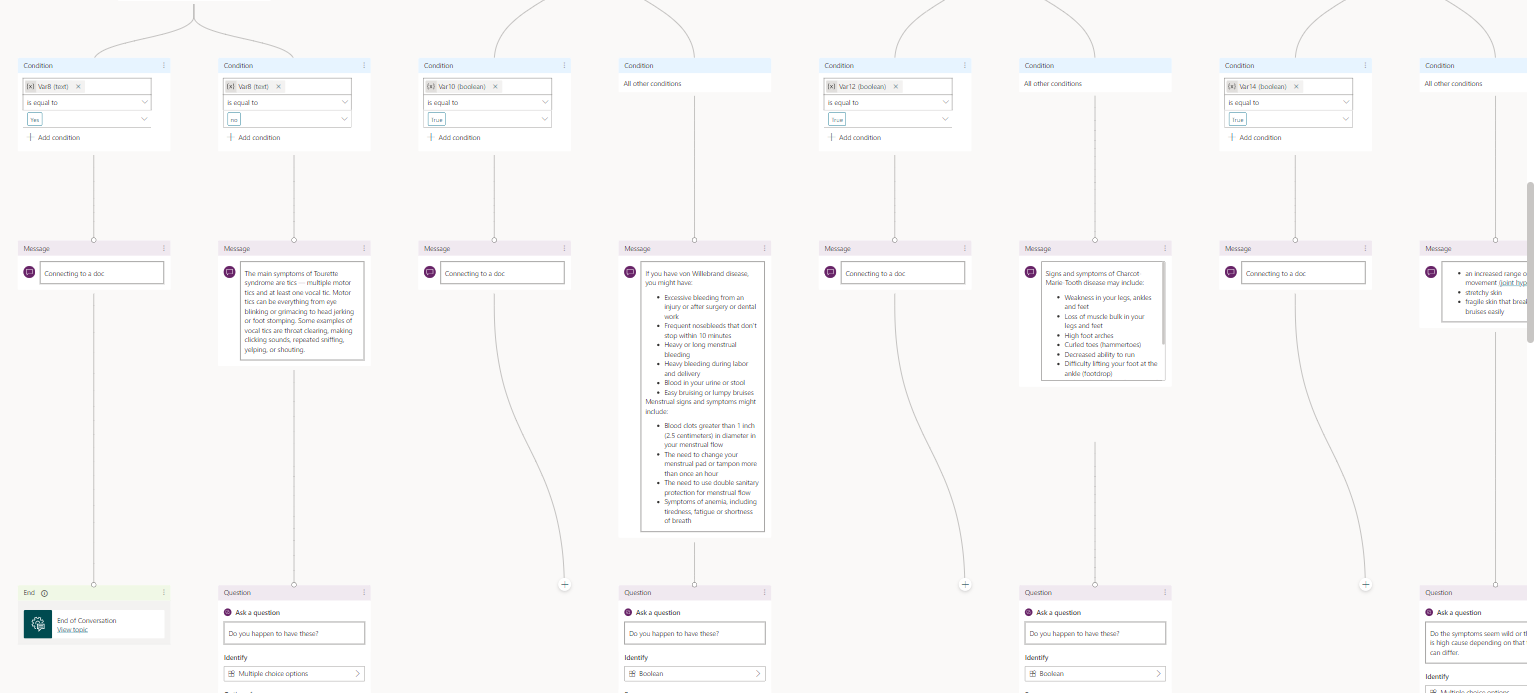 Condition
{x} Var8 (text) ×
is equal to
Yes
+ Add condition
Condition
{x} Var8 (text) ×
is equal to
no
+ Add condition
Condition
{x} Var10 (boolean) ×
is equal to
True
+ Add condition
Condition
All other conditions
Condition
{x} Var12 (boolean) ×
is equal to
True
+ Add condition
Condition
All other conditions
Condition
{x} Var14 (boolean) ×
is equal to
True
+ Add condition
Condition
All other conditions
Message
Connecting to a doc
Message
The main symptoms of Tourette
syndrome are tics — multiple motor
tics and at least one vocal tic. Motor
tics can be everything from eye
blinking or grimacing to head jerking
or foot stomping. Some examples of
vocal tics are throat clearing, making
clicking sounds, repeated sniffing,
yelping, or shouting.
Message
Connecting to a doc
Message
If you have von Willebrand disease,
you might have:
• Excessive bleeding from an
injury or after surgery or dental
work
• Frequent nosebleeds that don't
stop within 10 minutes
• Heavy or long menstrual
bleeding
• Heavy bleeding during labor
and delivery
• Blood in your urine or stool
• Easy bruising or lumpy bruises
Menstrual signs and symptoms might
include:
• Blood clots greater than 1 inch
(2.5 centimeters) in diameter in
your menstrual flow
• The need to change your
menstrual pad or tampon more
than once an hour
• The need to use double sanitary
protection for menstrual flow
• Symptoms of anemia, including
tiredness, fatigue or shortness
of breath
Message
Connecting to a doc
Message
Signs and symptoms of Charcot
Marie Tooth disease may include:
• Weakness in your legs, ankles
and feet
• Loss of muscle bulk in your
legs and feet
• High foot arches
• Curled toes (hammertoes)
• Decreased ability to run
• Difficulty lifting your foot at the
ankle (footdrop)
Message
Connecting to a doc
Message
• an increased range o
movement (joint hyp
• stretchy skin
• fragile skin that break
bruises easily
End
End of Conversation
View topic
Question
Ask a question
Do you happen to have these?
Identify
Multiple choice options
Question
Ask a question
Do you happen to have these?
Identify
Boolean
Question
Ask a question
Do you happen to have these?
Identify
Boolean
Question
Ask a question
Do the symptoms seem wild or th
is high cause depending on that
can differ.
Identify
Multiple choice options